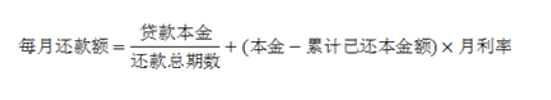 每月还款额 = 贷款本金/还款总期数 + (本金 − 累计已还本金额) × 月利率